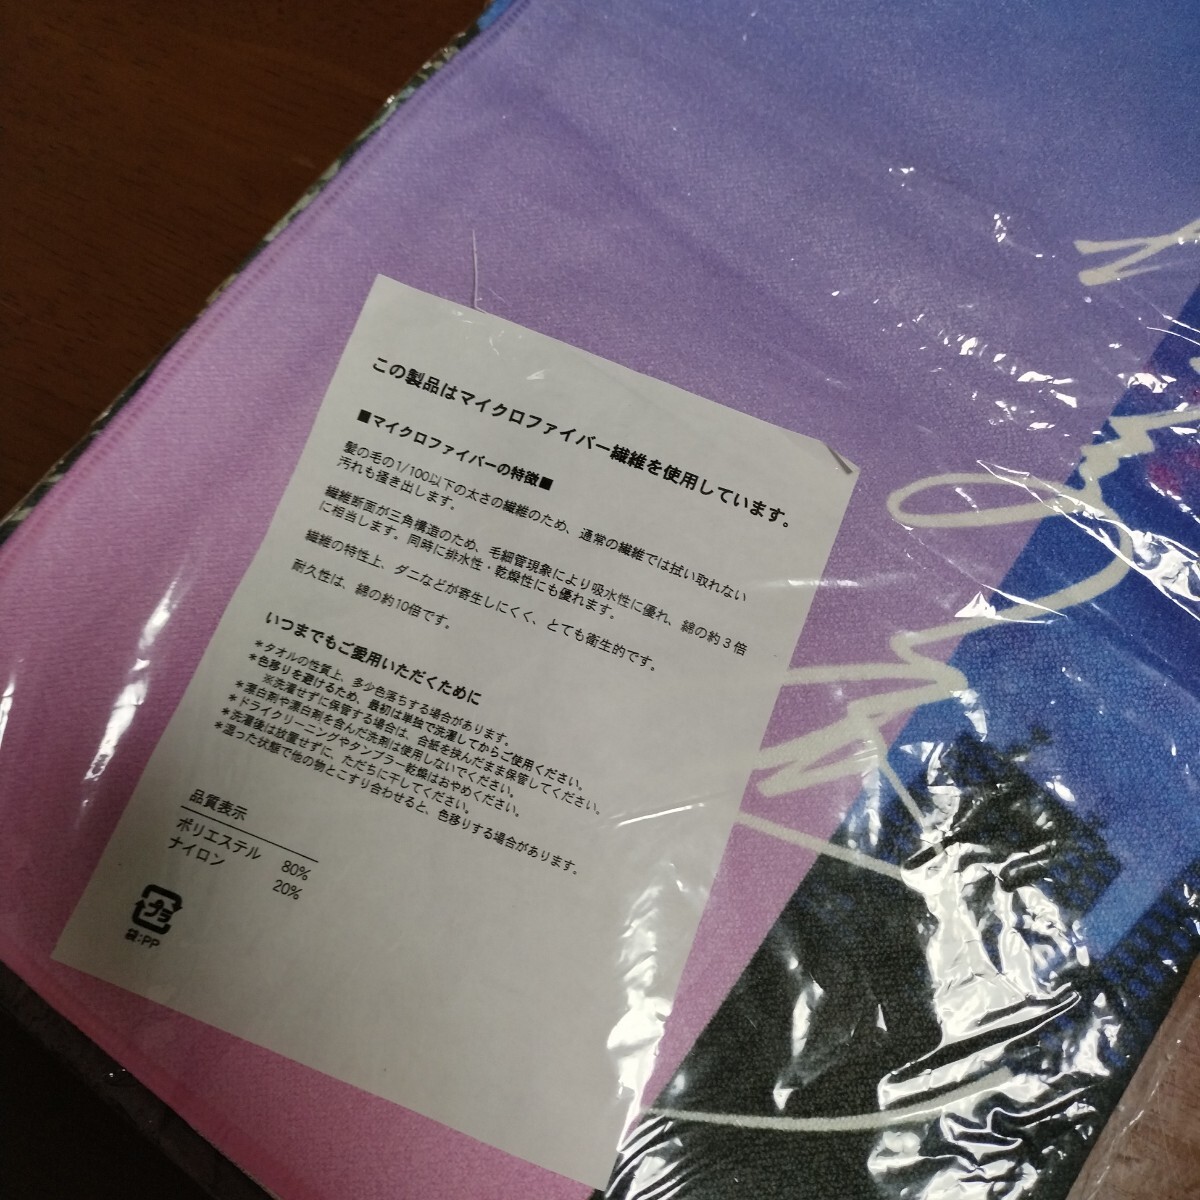 この製品はマイクロファイバー繊維を使用しています。
■マイクロファイバーの特徴■
髪の毛の1/100以下の太さの繊維のため、通常の繊維では拭い取れない
汚れも掻き出します。
繊維断面が三角構造のため、毛細管現象により吸水性に優れ、綿の約3倍
に相当します。同時に排水性・乾燥性にも優れます。
繊維の特性上、ダニなどが寄生しにくく、とても衛生的です。
耐久性は、綿の約10倍です。
いつまでもご愛用いただくために
*タオルの性質上、多少色落ちする場合があります。
*色移りを避けるため、最初は単独で洗濯してからご使用ください。
※洗濯せずに保管する場合は、台紙を挟んだまま保管してください。
*漂白剤や漂白剤を含んだ洗剤は使用しないでください。
*ドライクリーニングやタンブラー乾燥はおやめください。
*洗濯後は放置せずに、ただちに干してください。
*湿った状態で他の物とこすり合わせると、色移りする場合があります。
品質表示
ポリエステル 80%
ナイロン 20%
プラ
袋:PP